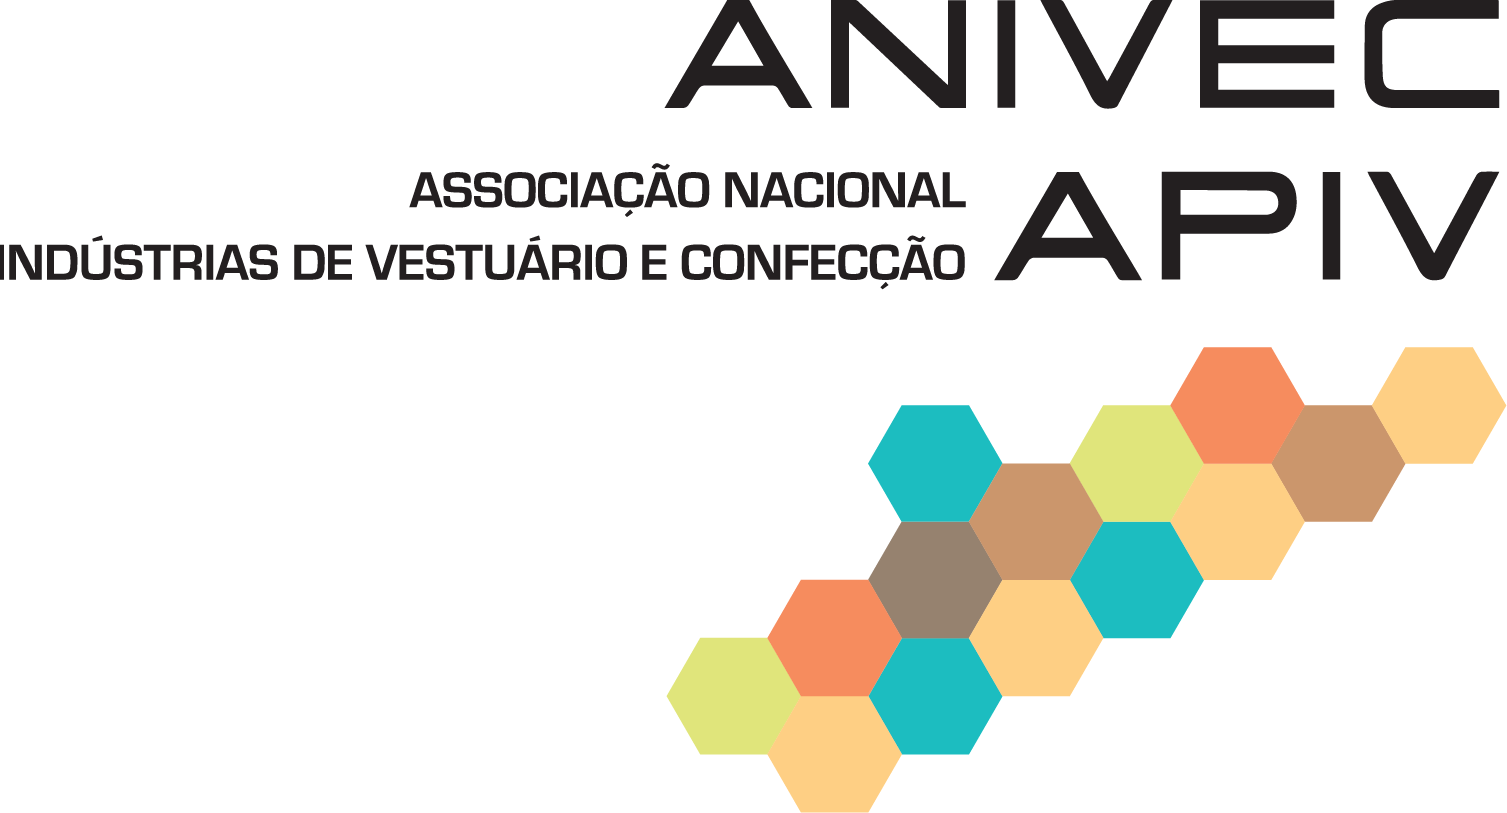 ANIVEC
ASSOCIAÇÃO NACIONAL
INDÚSTRIAS DE VESTUÁRIO E CONFECÇÃO
APIV